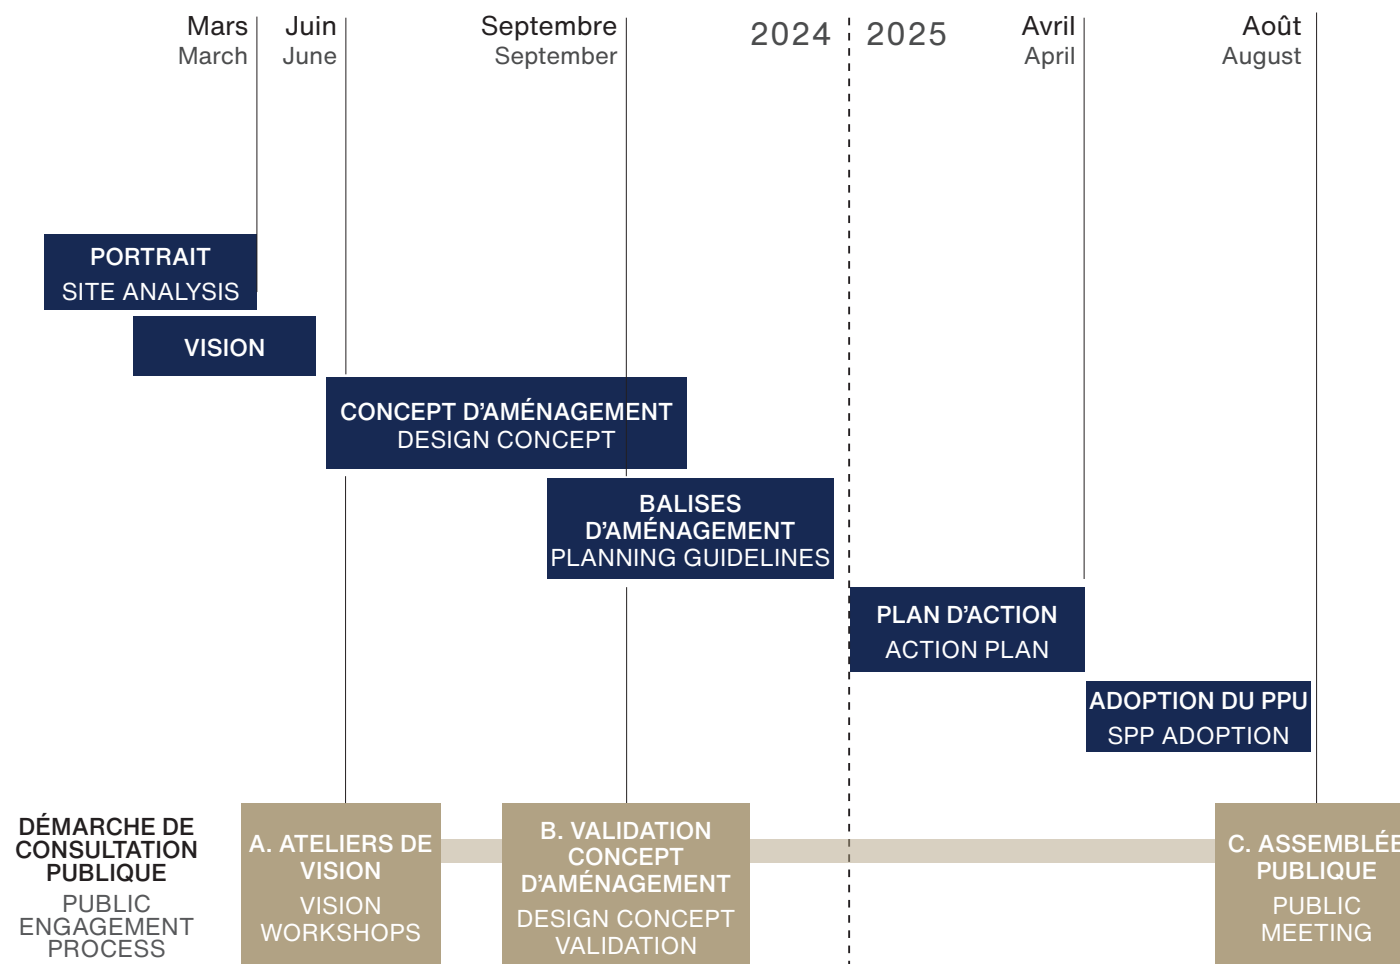 Mars
March
Juin
June
Septembre
September
2024
2025
Avril
April
Août
August
PORTRAIT
SITE ANALYSIS
VISION
CONCEPT D’AMÉNAGEMENT
DESIGN CONCEPT
BALISES
D’AMÉNAGEMENT
PLANNING GUIDELINES
PLAN D’ACTION
ACTION PLAN
ADOPTION DU PPU
SPP ADOPTION
DÉMARCHE DE
CONSULTATION
PUBLIQUE
PUBLIC
ENGAGEMENT
PROCESS
A. ATELIERS DE
VISION
VISION
WORKSHOPS
B. VALIDATION
CONCEPT
D’AMÉNAGEMENT
DESIGN CONCEPT
VALIDATION
C. ASSEMBLÉE
PUBLIQUE
PUBLIC
MEETING